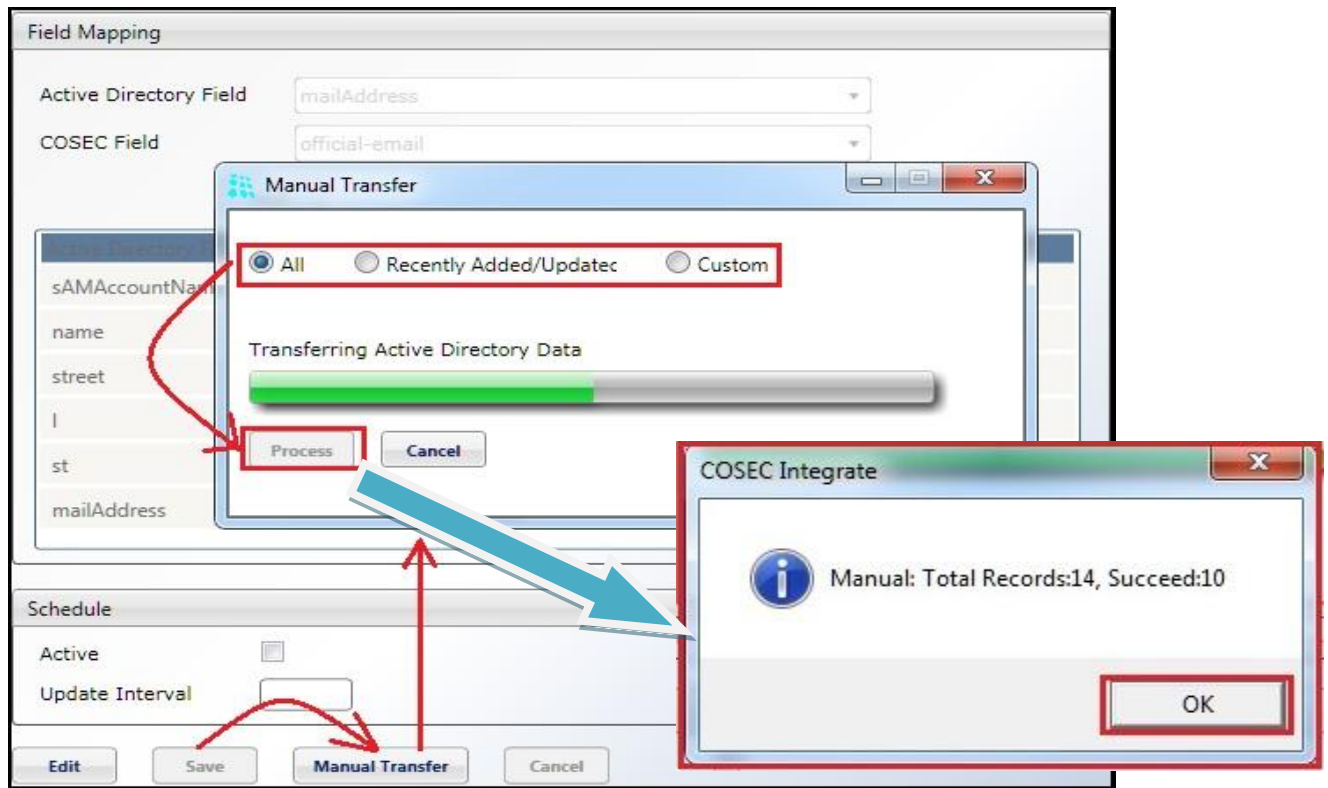 Field Mapping
Active Directory Field
mailAddress
COSEC Field
official-email
Manual Transfer
All
Recently Added/Updatec
Custom
sAMAccountNam
name
Transferring Active Directory Data
street
l
st
mailAddress
Process
Cancel
COSEC Integrate
Manual: Total Records:14, Succeed:10
OK
Schedule
Active
Update Interval
Edit
Save
Manual Transfer
Cancel